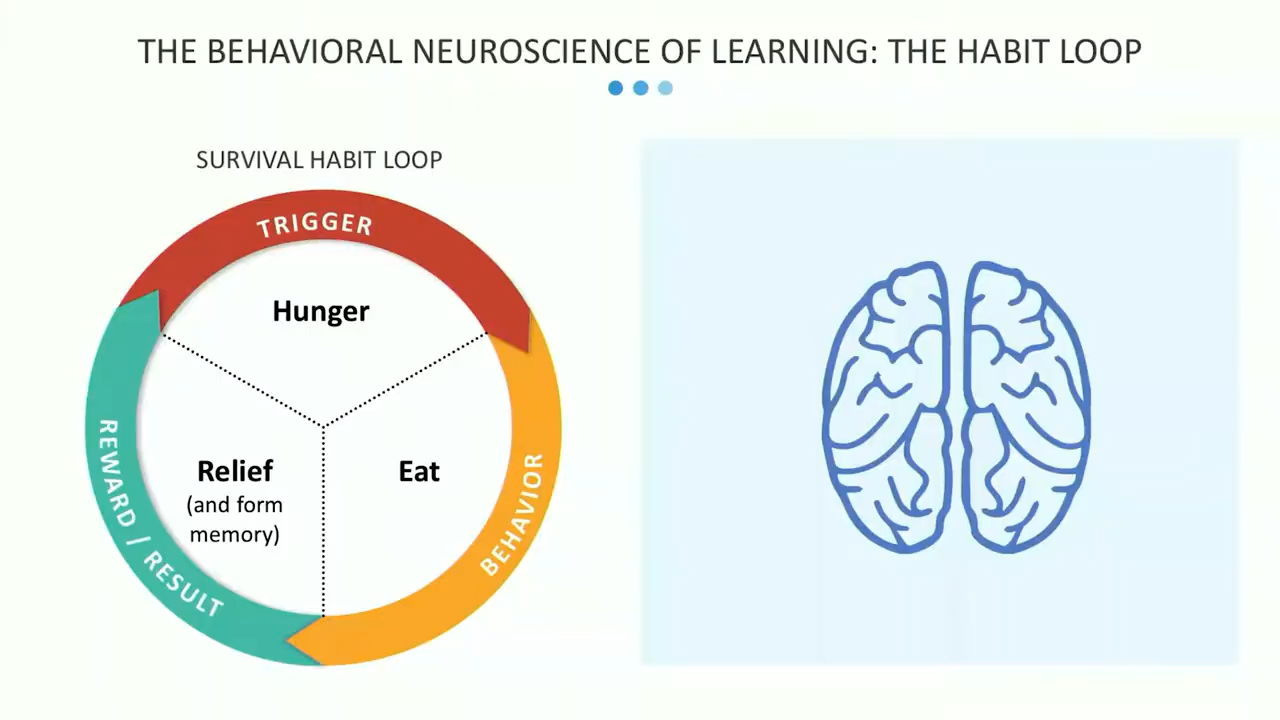 THE BEHAVIORAL NEUROSCIENCE OF LEARNING: THE HABIT LOOP
SURVIVAL HABIT LOOP
TRIGGER
Hunger
Relief
(and form
memory)
Eat
REWARD / RESULT
BEHAVIOR